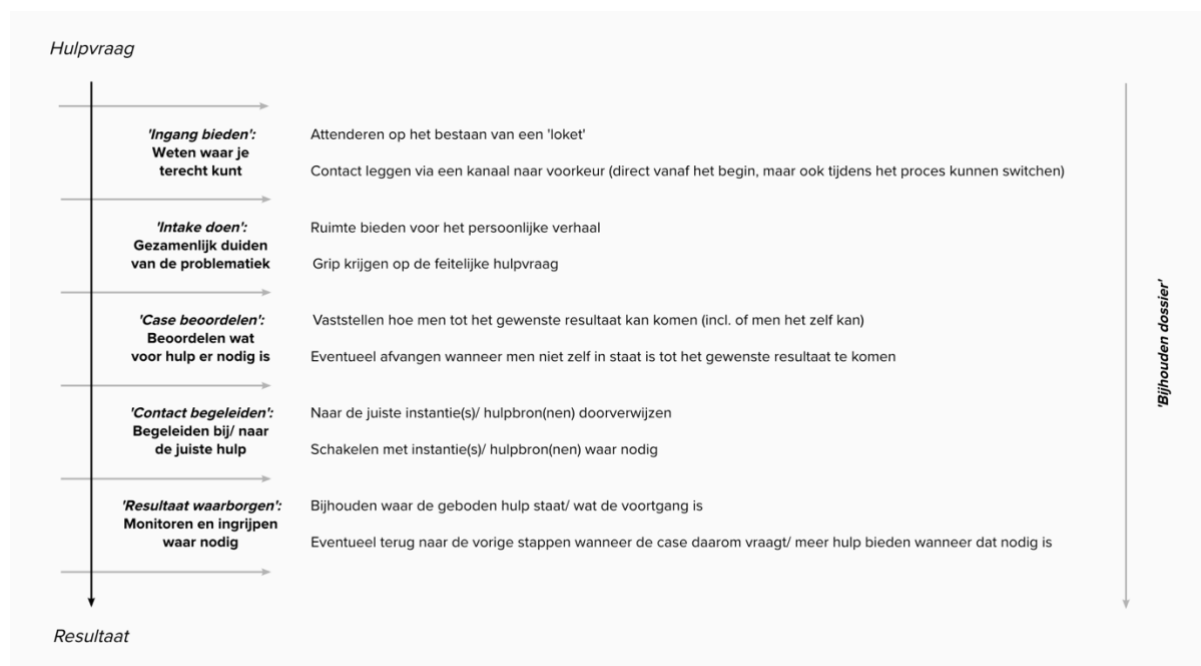 Hulpvraag
'Ingang bieden':
Weten waar je
terecht kunt
Attenderen op het bestaan van een 'loket'
Contact leggen via een kanaal naar voorkeur (direct vanaf het begin, maar ook tijdens het proces kunnen switchen)
'Intake doen':
Gezamenlijk duiden
van de problematiek
Ruimte bieden voor het persoonlijke verhaal
Grip krijgen op de feitelijke hulpvraag
'Case beoordelen':
Beoordelen wat
voor hulp er nodig is
Vaststellen hoe men tot het gewenste resultaat kan komen (incl. of men het zelf kan)
Eventueel afvangen wanneer men niet zelf in staat is tot het gewenste resultaat te komen
'Contact begeleiden':
Begeleiden bij/ naar
de juiste hulp
Naar de juiste instantie(s)/ hulpbron(nen) doorverwijzen
Schakelen met instantie(s)/ hulpbron(nen) waar nodig
'Resultaat waarborgen':
Monitoren en ingrijpen
waar nodig
Bijhouden waar de geboden hulp staat/ wat de voortgang is
Eventueel terug naar de vorige stappen wanneer de case daarom vraagt/ meer hulp bieden wanneer dat nodig is
Resultaat
'Bijhouden dossier'